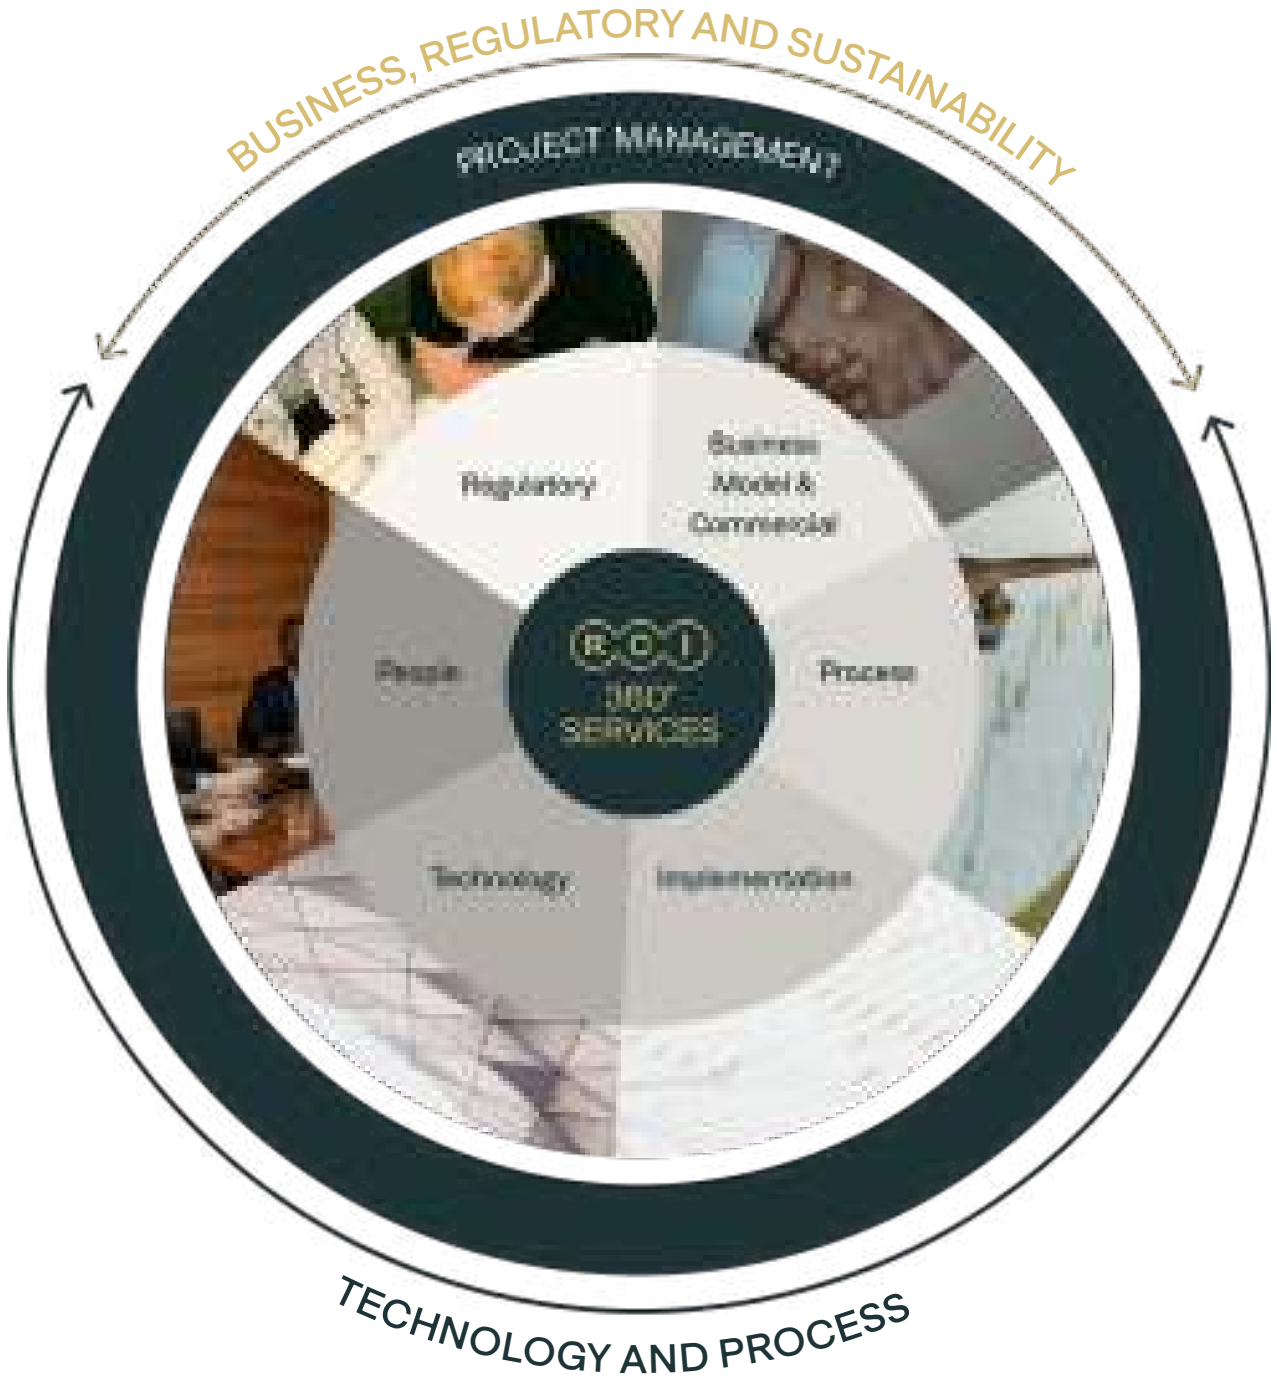 BUSINESS, REGULATORY AND SUSTAINABILITY
PROJECT MANAGEMENT
Regulatory
Business
Model &
Commercial
People
Process
ROI
360°
SERVICES
Technology
Implementation
TECHNOLOGY AND PROCESS